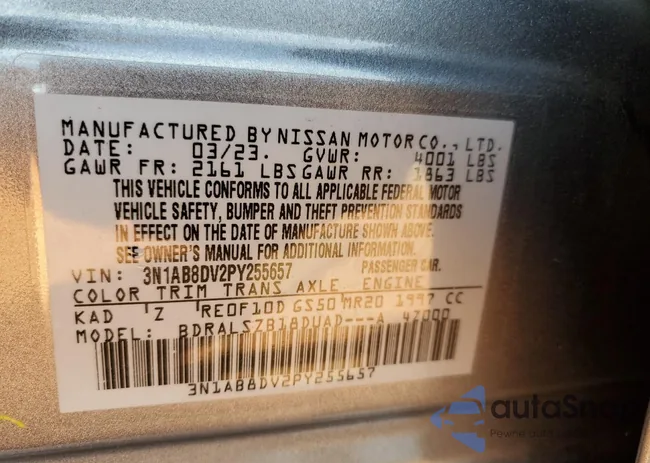 MANUFACTURED BY NISSAN MOTOR CO., LTD.
DATE: 03/23. GVWR: 4001 LBS
GAWR FR: 2161 LBS GAWR RR: 1863 LBS
THIS VEHICLE CONFORMS TO ALL APPLICABLE FEDERAL MOTOR
VEHICLE SAFETY, BUMPER AND THEFT PREVENTION STANDARDS
IN EFFECT ON THE DATE OF MANUFACTURE SHOWN ABOVE.
SEE OWNER'S MANUAL FOR ADDITIONAL INFORMATION.
VIN: 3N1AB8DV2PY255657 PASSENGER CAR.
COLOR TRIM TRANS AXLE ENGINE
KAD Z RE0F10D GS50 MR20 1997 CC
MODEL: BDRALSZB18DUAD---A 47000
3N1AB8DV2PY255657
autaSna
Pewne auta